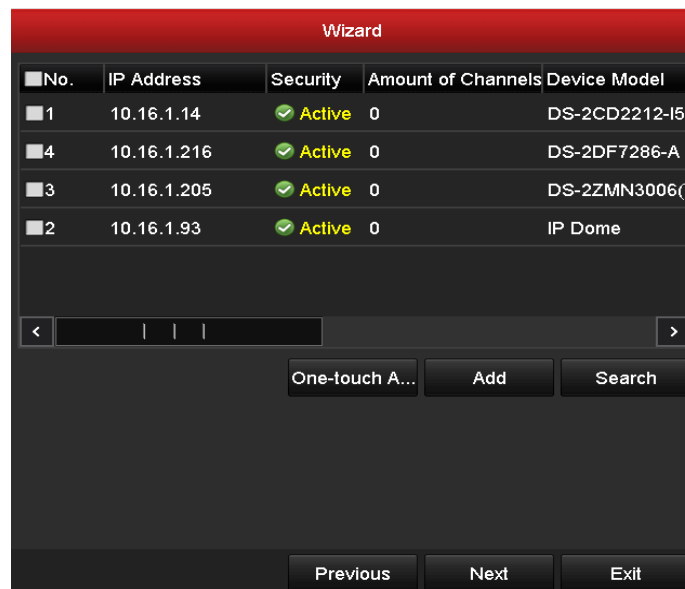 Wizard
No. IP Address Security Amount of Channels Device Model
1 10.16.1.14 Active 0 DS-2CD2212-I5
4 10.16.1.216 Active 0 DS-2DF7286-A
3 10.16.1.205 Active 0 DS-2ZMN3006(
2 10.16.1.93 Active 0 IP Dome
< >
One-touch A... Add Search
Previous Next Exit